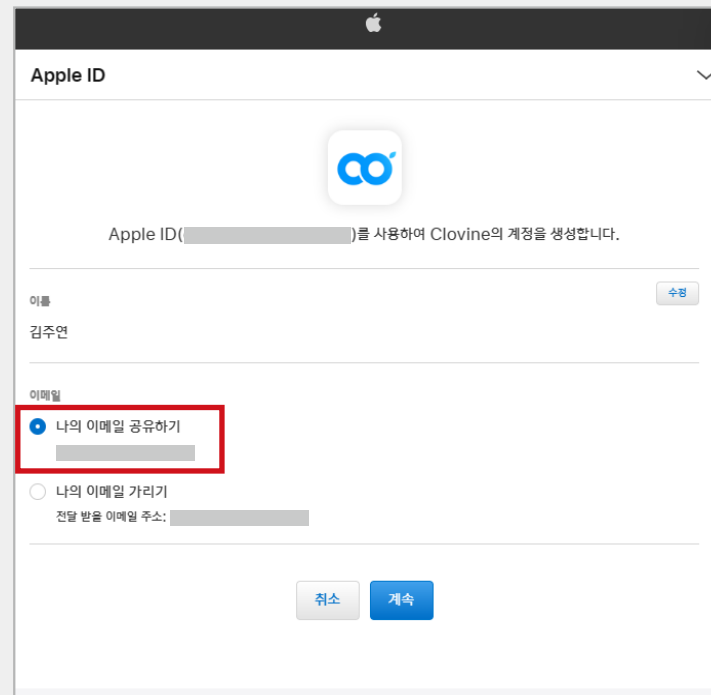 Apple ID
Apple ID( )를 사용하여 Clovine의 계정을 생성합니다.
이름
수정
김주연
이메일
나의 이메일 공유하기
나의 이메일 가리기
전달 받을 이메일 주소:
취소
계속